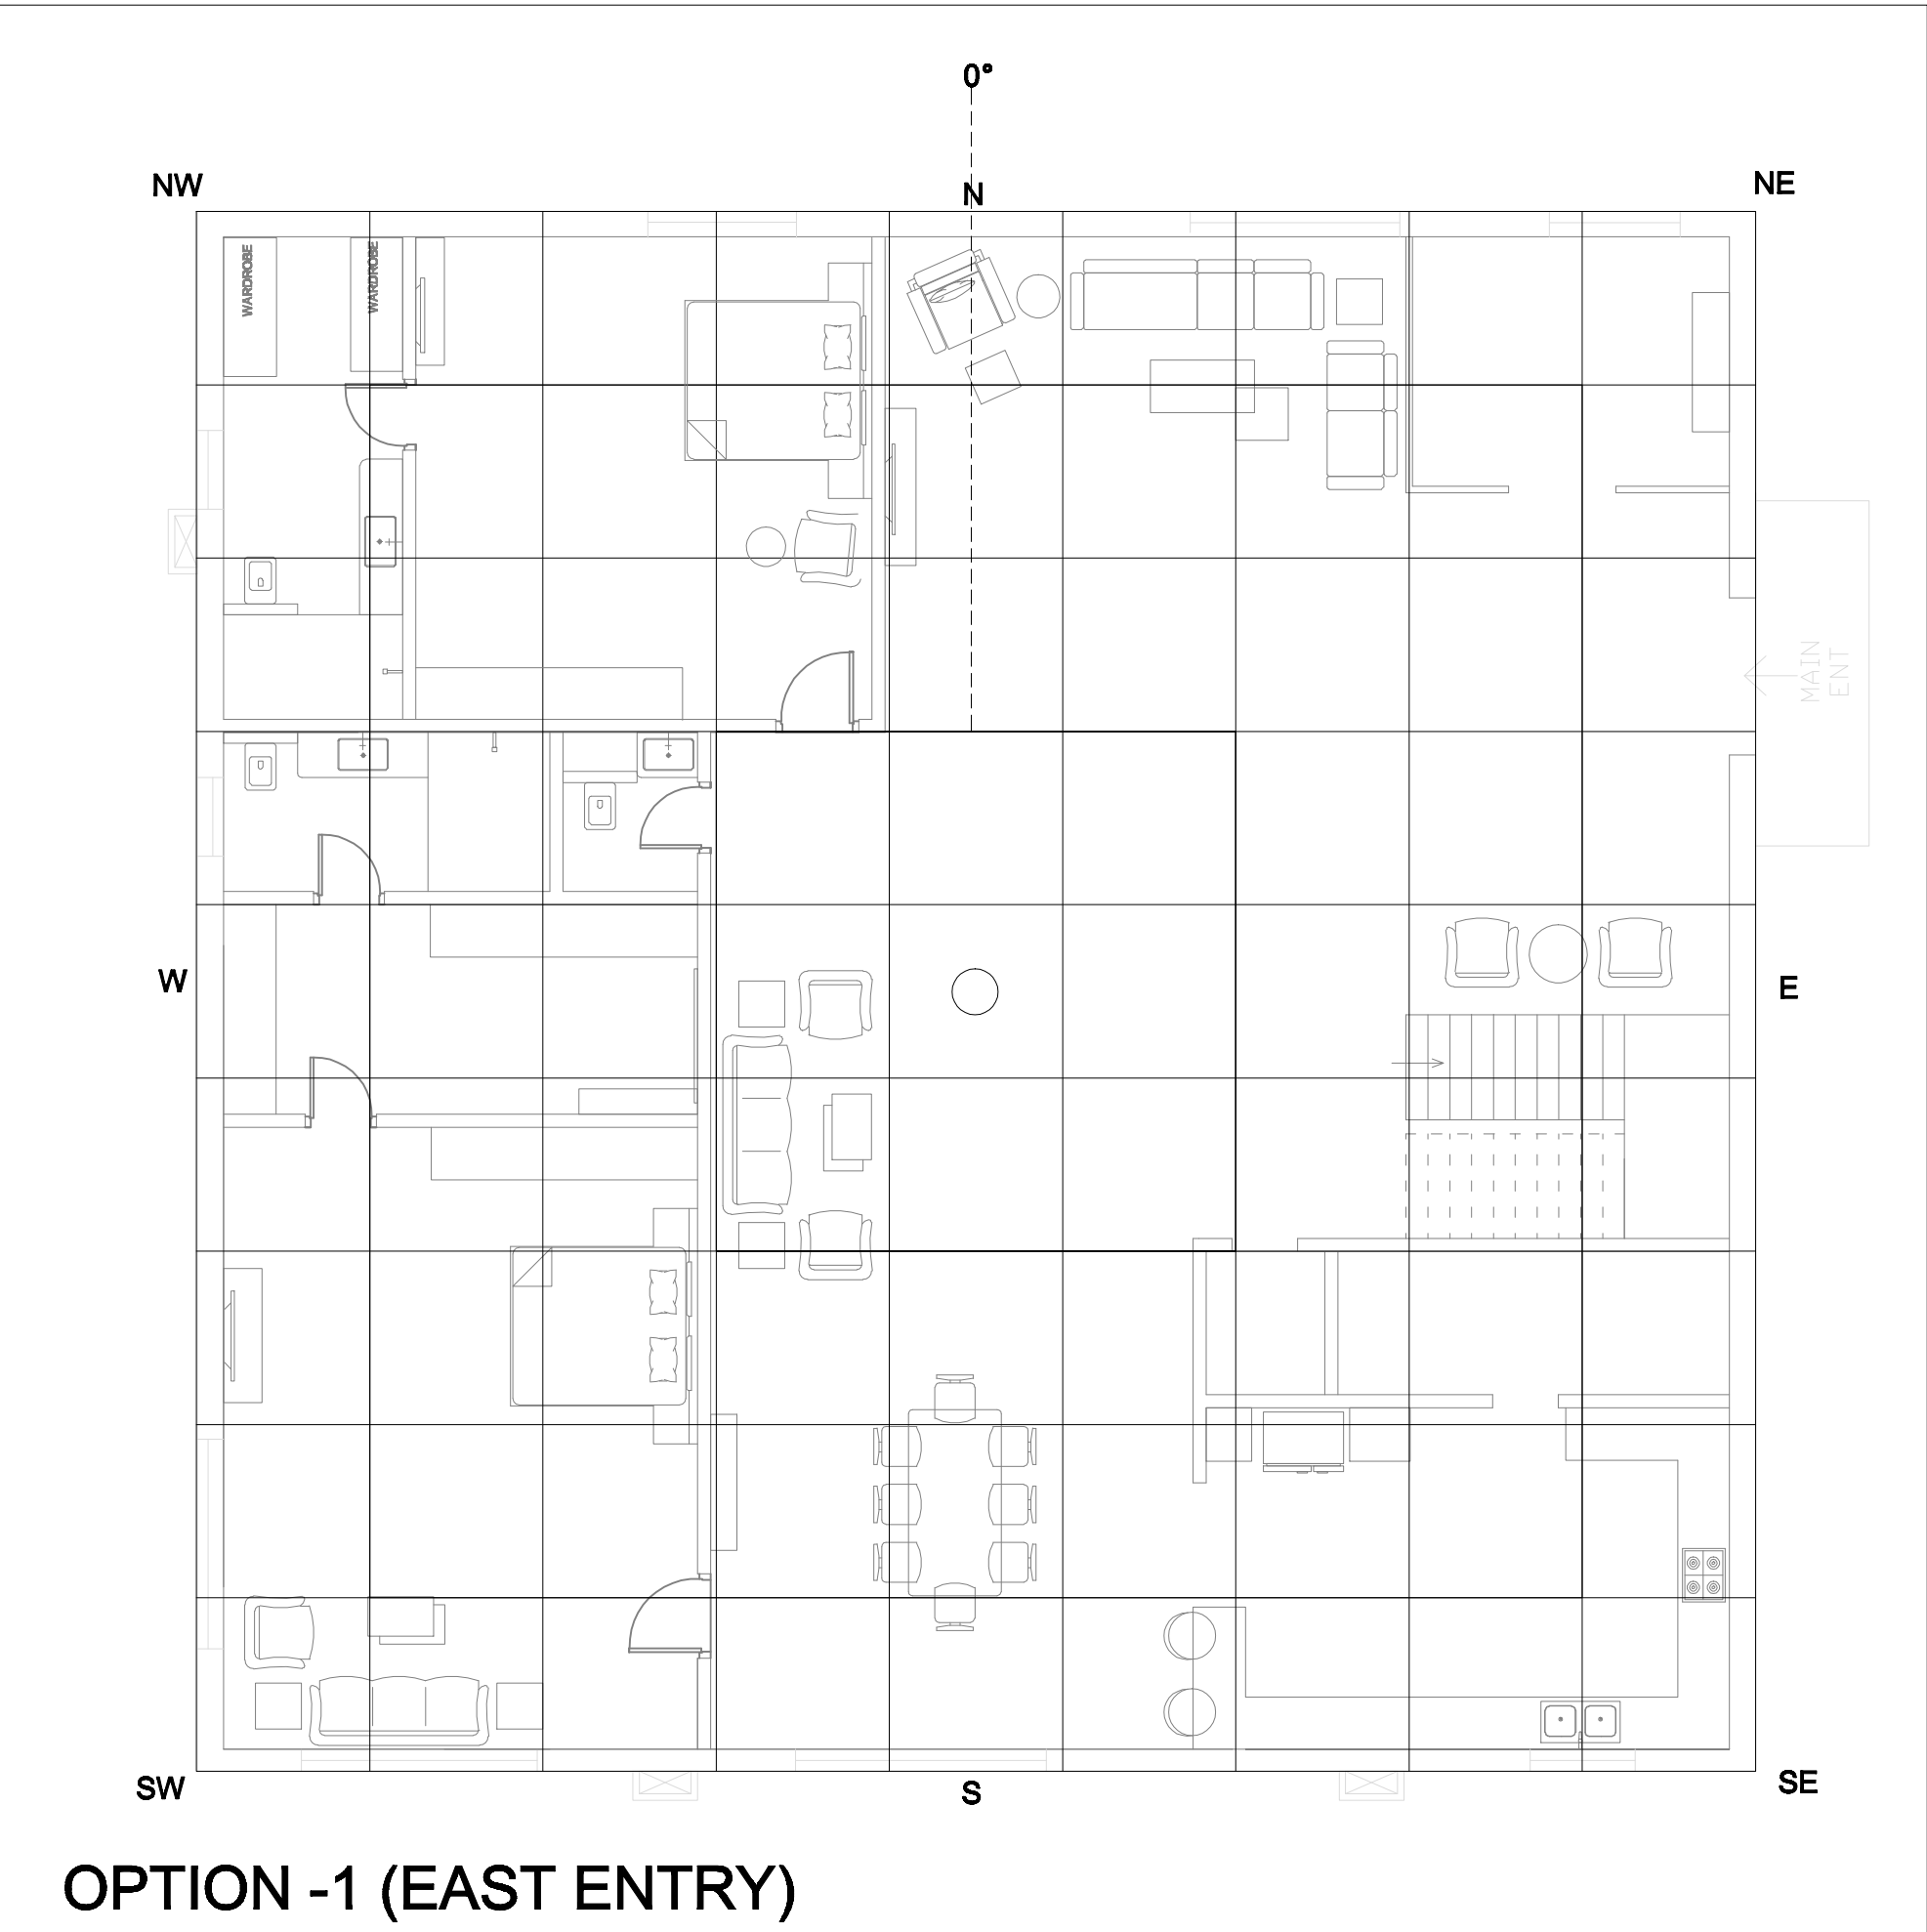 0°
NW
N
NE
WARDROBE
WARDROBE
MAIN
ENT
W
E
SW
S
SE
OPTION -1 (EAST ENTRY)